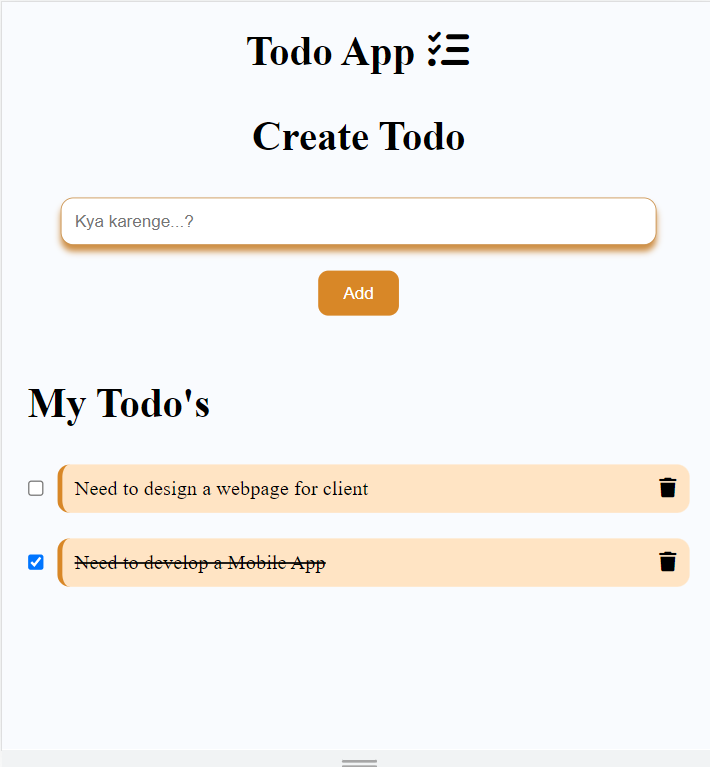 Todo App
Create Todo
Kya karenge...?
Add
My Todo's
Need to design a webpage for client
Need to develop a Mobile App